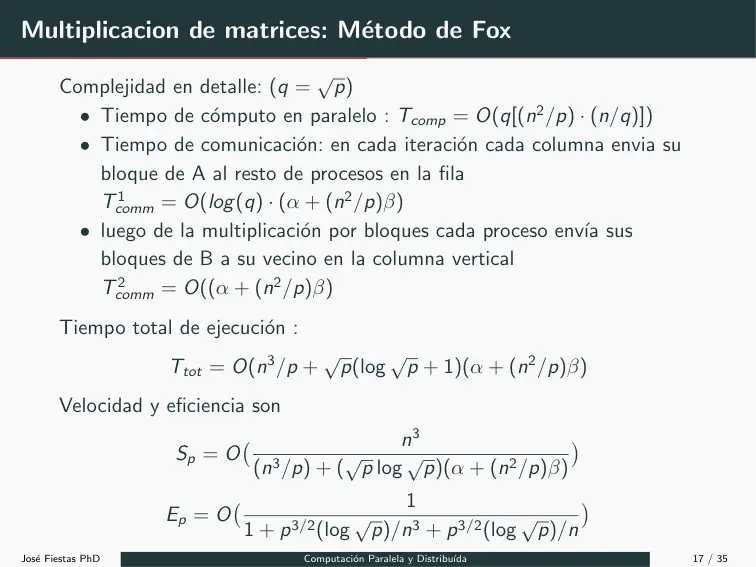 Multiplicacion de matrices: Método de Fox
Complejidad en detalle: (q = √p)
• Tiempo de cómputo en paralelo : T_comp = O(q[(n²/p) · (n/q)])
• Tiempo de comunicación: en cada iteración cada columna envia su
bloque de A al resto de procesos en la fila
T¹_comm = O(log(q) · (α + (n²/p)β)
• luego de la multiplicación por bloques cada proceso envía sus
bloques de B a su vecino en la columna vertical
T²_comm = O((α + (n²/p)β)
Tiempo total de ejecución :
T_tot = O(n³/p + √p(log √p + 1)(α + (n²/p)β)
Velocidad y eficiencia son
S_p = O( n³ / ((n³/p) + (√p log √p)(α + (n²/p)β) )
E_p = O( 1 / (1 + p^{3/2}(log √p)/n³ + p^{3/2}(log √p)/n) )
José Fiestas PhD Computación Paralela y Distribuída 17 / 35